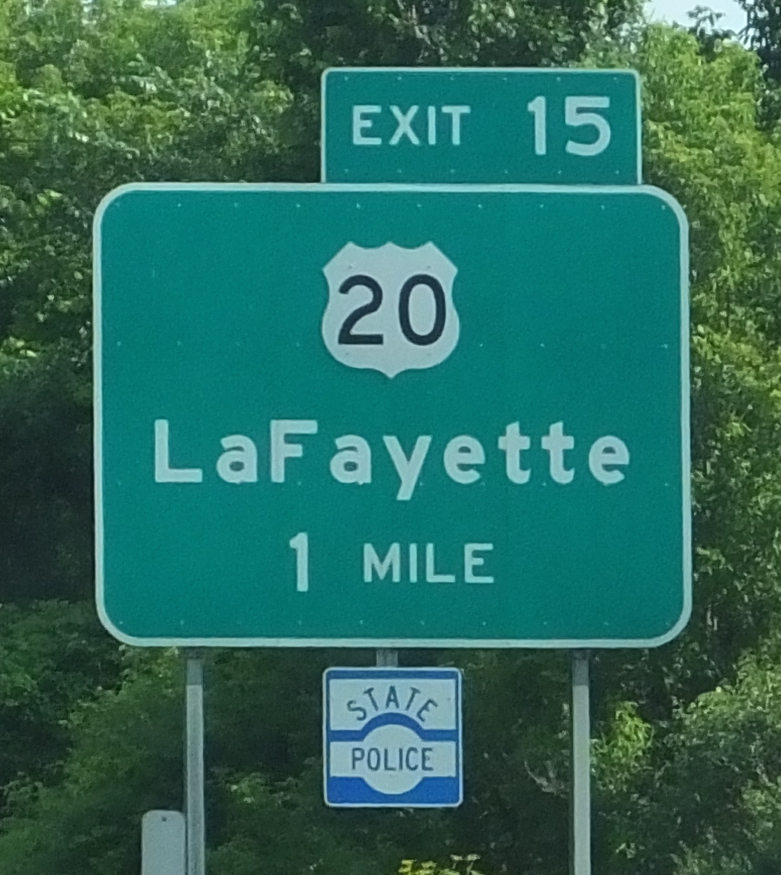 EXIT 15
20
LaFayette
1 MILE
STATE
POLICE